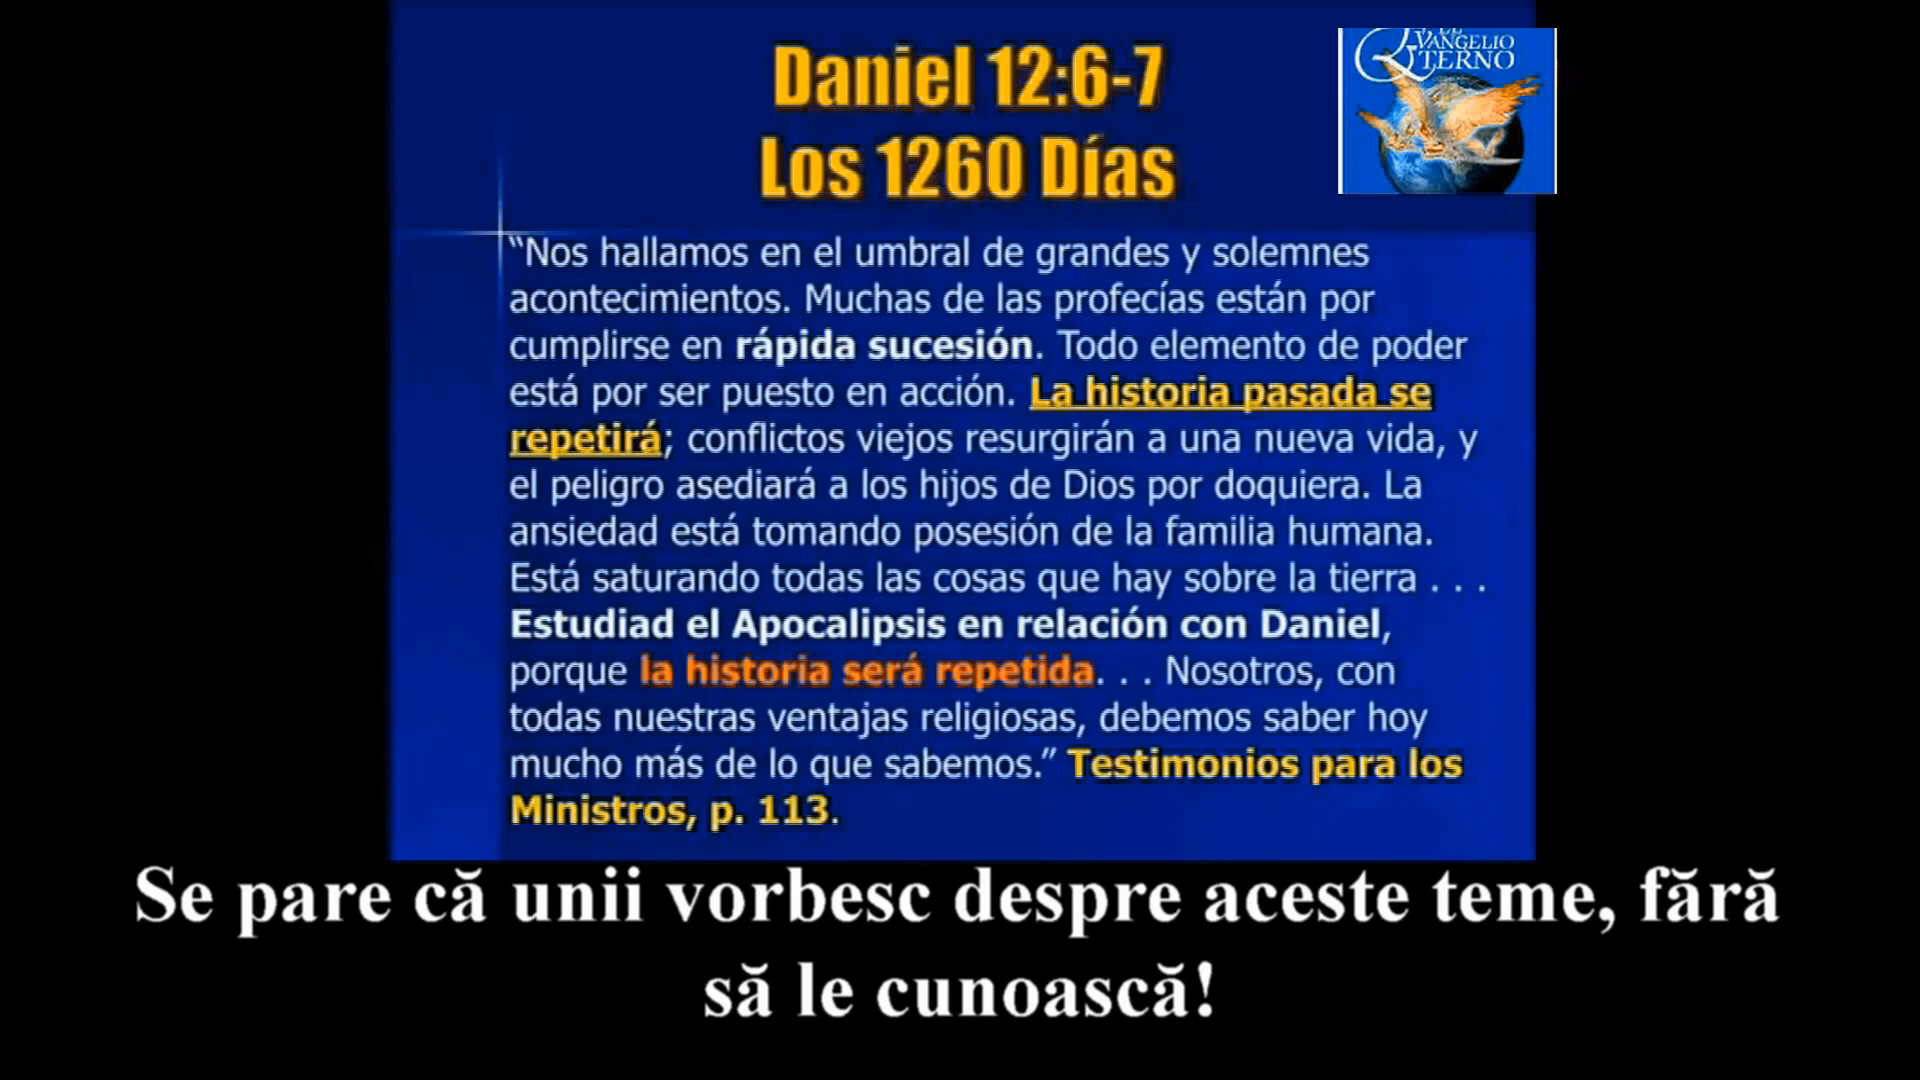 Daniel 12:6-7
Los 1260 Días
EL
EVANGELIO
ETERNO
“Nos hallamos en el umbral de grandes y solemnes
acontecimientos. Muchas de las profecías están por
cumplirse en rápida sucesión. Todo elemento de poder
está por ser puesto en acción. La historia pasada se
repetirá; conflictos viejos resurgirán a una nueva vida, y
el peligro asediará a los hijos de Dios por doquiera. La
ansiedad está tomando posesión de la familia humana.
Está saturando todas las cosas que hay sobre la tierra . . .
Estudiad el Apocalipsis en relación con Daniel,
porque la historia será repetida. . . Nosotros, con
todas nuestras ventajas religiosas, debemos saber hoy
mucho más de lo que sabemos.” Testimonios para los
Ministros, p. 113.
Se pare că unii vorbesc despre aceste teme, fără
să le cunoască!